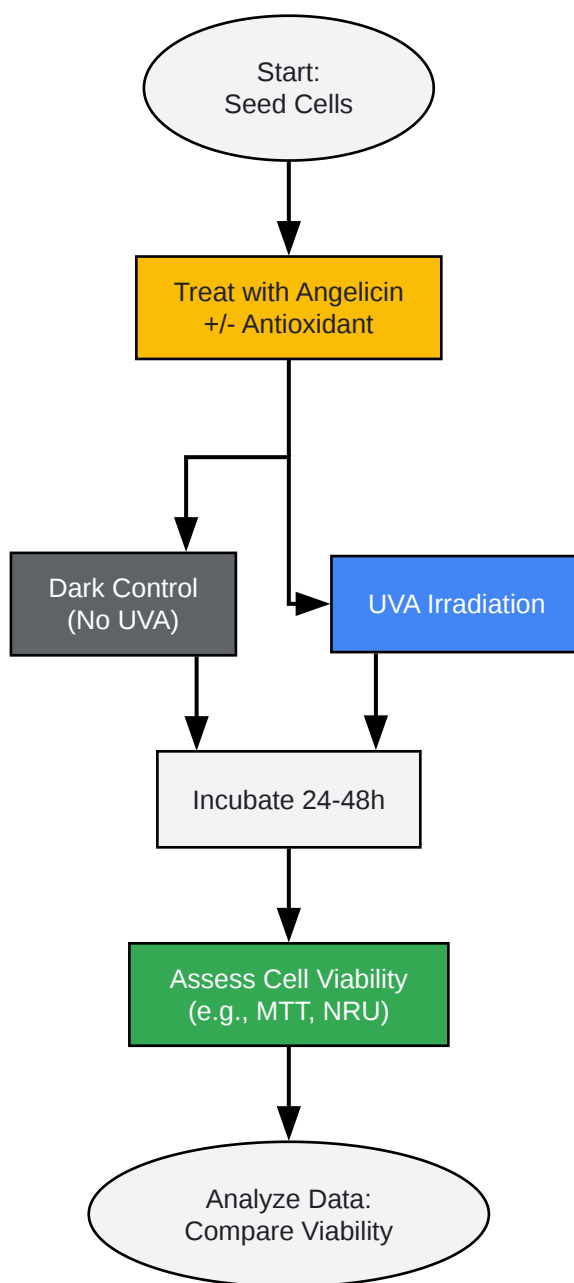 Start:
Seed Cells
Treat with Angelicin
+/- Antioxidant
Dark Control
(No UVA)
UVA Irradiation
Incubate 24-48h
Assess Cell Viability
(e.g., MTT, NRU)
Analyze Data:
Compare Viability